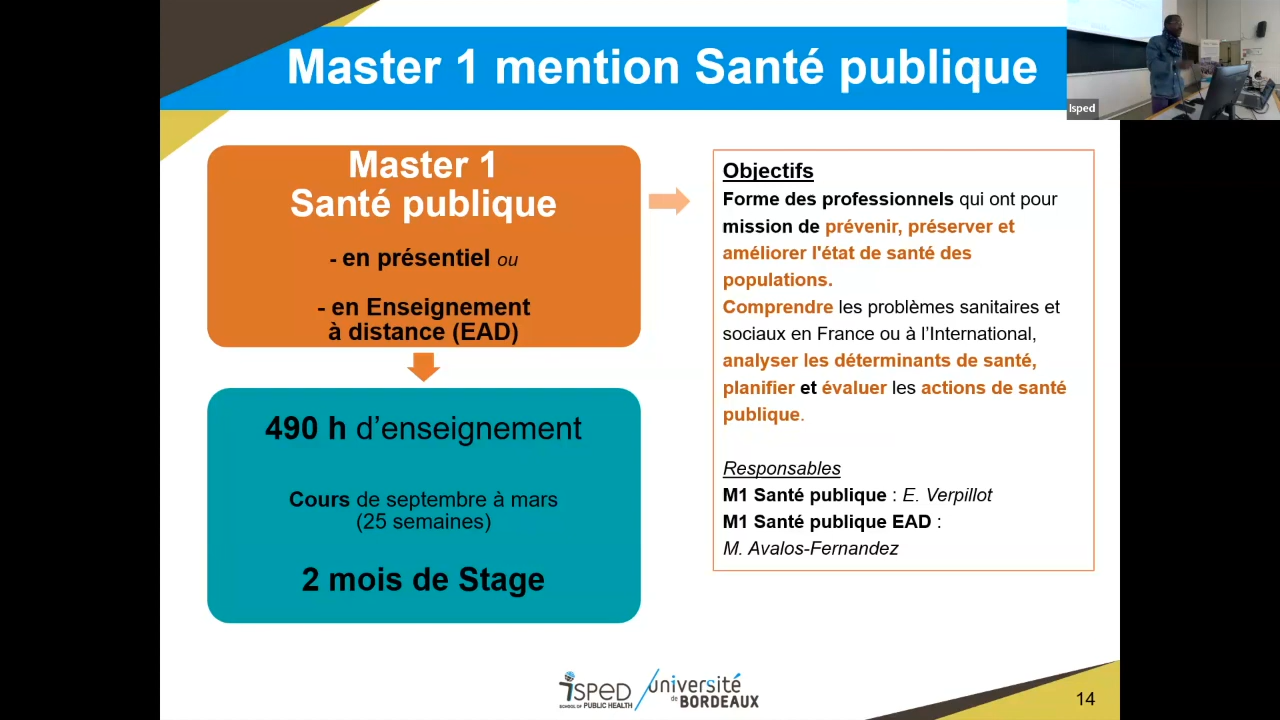 Master 1 mention Santé publique
Isped
Master 1
Santé publique
- en présentiel ou
- en Enseignement
à distance (EAD)
490 h d’enseignement
Cours de septembre à mars
(25 semaines)
2 mois de Stage
Objectifs
Forme des professionnels qui ont pour
mission de prévenir, préserver et
améliorer l'état de santé des
populations.
Comprendre les problèmes sanitaires et
sociaux en France ou à l’International,
analyser les déterminants de santé,
planifier et évaluer les actions de santé
publique.
Responsables
M1 Santé publique : E. Verpillot
M1 Santé publique EAD :
M. Avalos-Fernandez
isped
SCHOOL OF PUBLIC HEALTH
université
de BORDEAUX
14